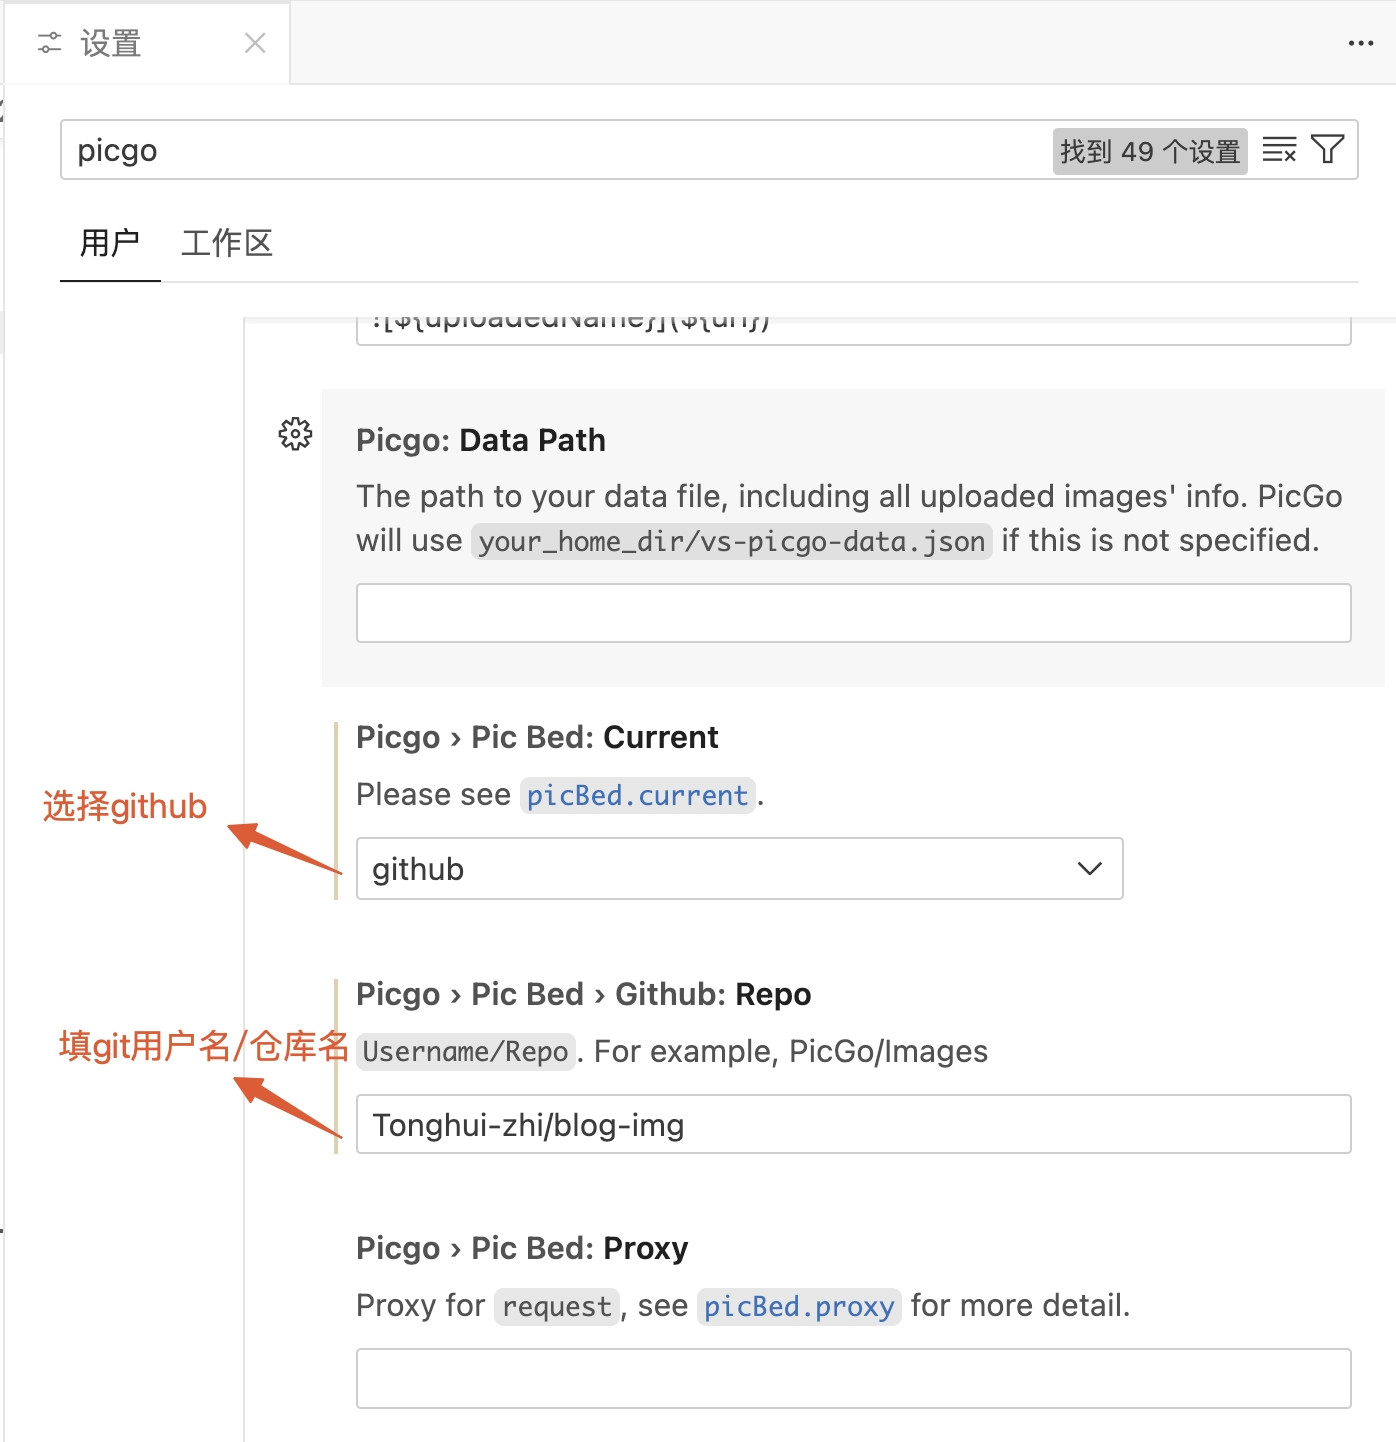 设置
picgo
找到 49 个设置
用户 工作区
![${uploadedName}](${url})
Picgo: Data Path
The path to your data file, including all uploaded images' info. PicGo
will use your_home_dir/vs-picgo-data.json if this is not specified.
Picgo › Pic Bed: Current
Please see picBed.current.
选择github
github
Picgo › Pic Bed › Github: Repo
填git用户名/仓库名
Username/Repo. For example, PicGo/Images
Tonghui-zhi/blog-img
Picgo › Pic Bed: Proxy
Proxy for request, see picBed.proxy for more detail.